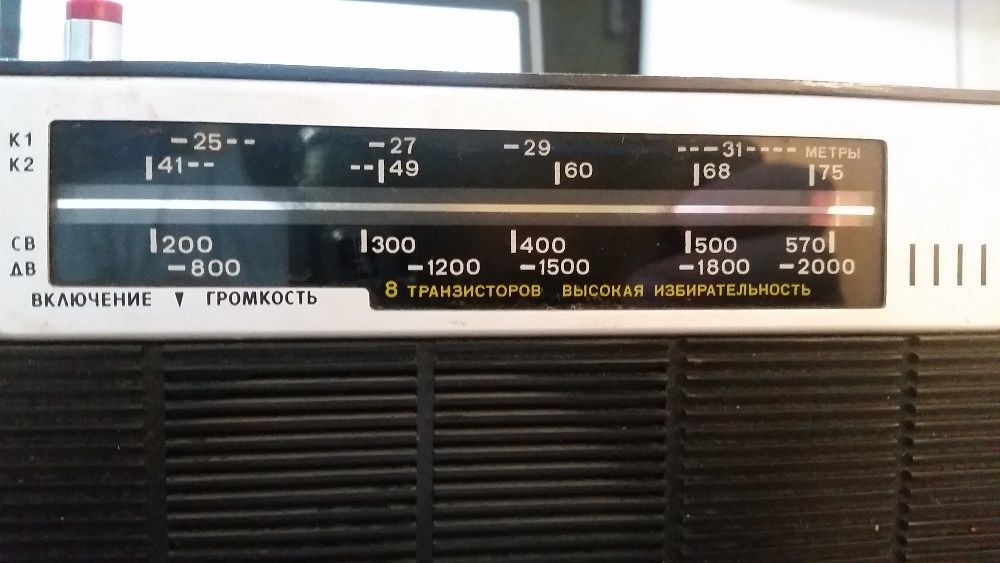 К1 -25-- -27 -29 ---31---- МЕТРЫ
К2 |41-- --|49 |60 |68 |75
СВ |200 |300 |400 |500 570|
ДВ -800 -1200 -1500 -1800 -2000
ВКЛЮЧЕНИЕ ▼ ГРОМКОСТЬ 8 ТРАНЗИСТОРОВ ВЫСОКАЯ ИЗБИРАТЕЛЬНОСТЬ